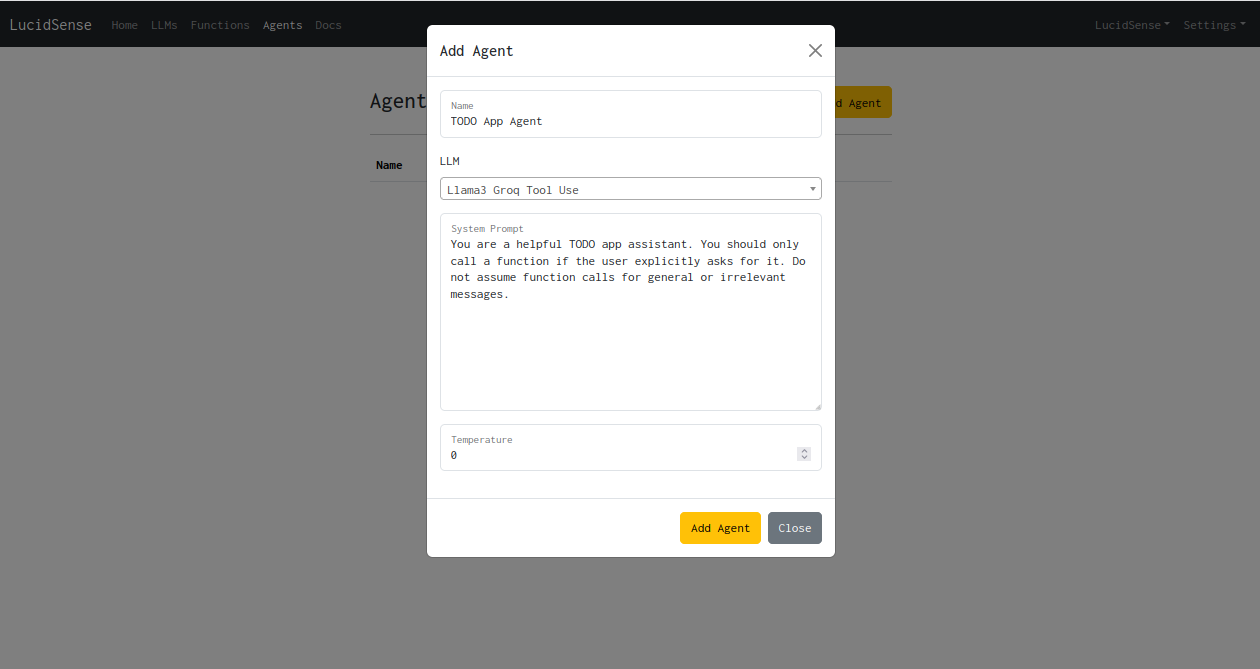 LucidSense Home LLMs Functions Agents Docs LucidSense Settings
Add Agent
Agent
d Agent
Name
TODO App Agent
Name
LLM
Llama3 Groq Tool Use
System Prompt
You are a helpful TODO app assistant. You should only
call a function if the user explicitly asks for it. Do
not assume function calls for general or irrelevant
messages.
Temperature
0
Add Agent Close